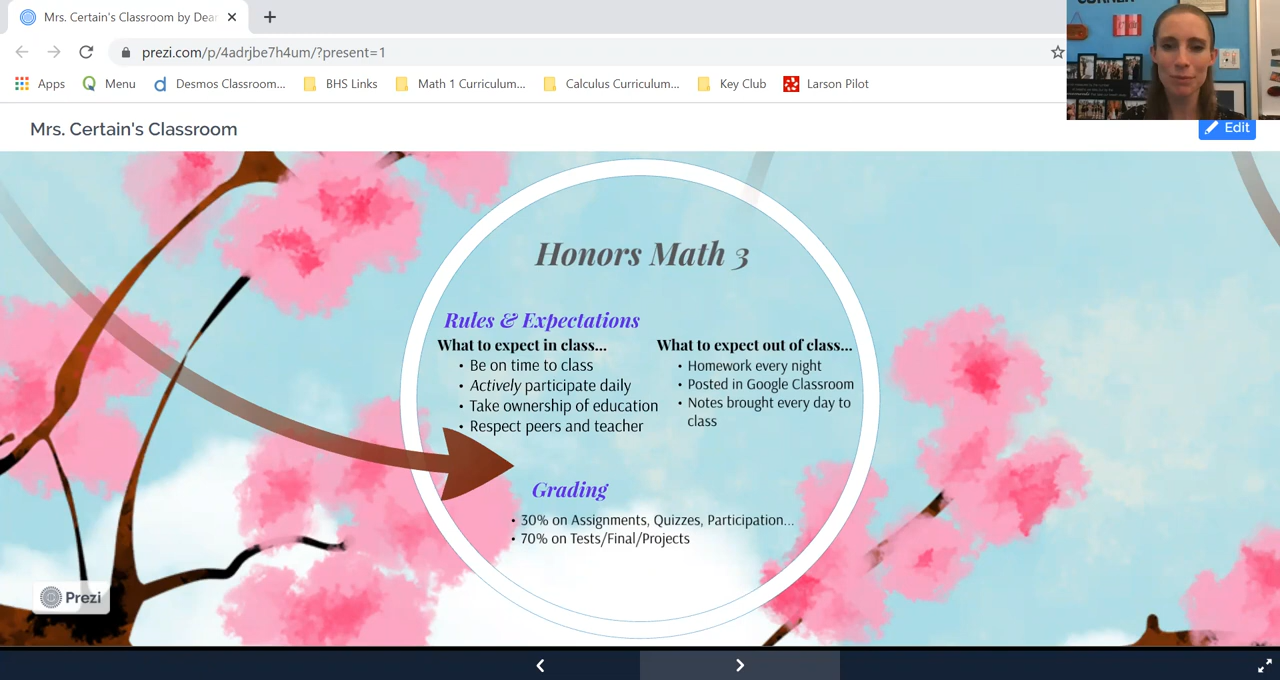 Mrs. Certain's Classroom by Dear
prezi.com/p/4adrjbe7h4um/?present=1
Apps
Menu
Desmos Classroom...
BHS Links
Math 1 Curriculum...
Calculus Curriculum...
Key Club
Larson Pilot
CORNER
Mrs. Certain's Classroom
Edit
Honors Math 3
Rules & Expectations
What to expect in class...
• Be on time to class
• Actively participate daily
• Take ownership of education
• Respect peers and teacher
What to expect out of class...
• Homework every night
• Posted in Google Classroom
• Notes brought every day to
class
Grading
• 30% on Assignments, Quizzes, Participation...
• 70% on Tests/Final/Projects
Prezi